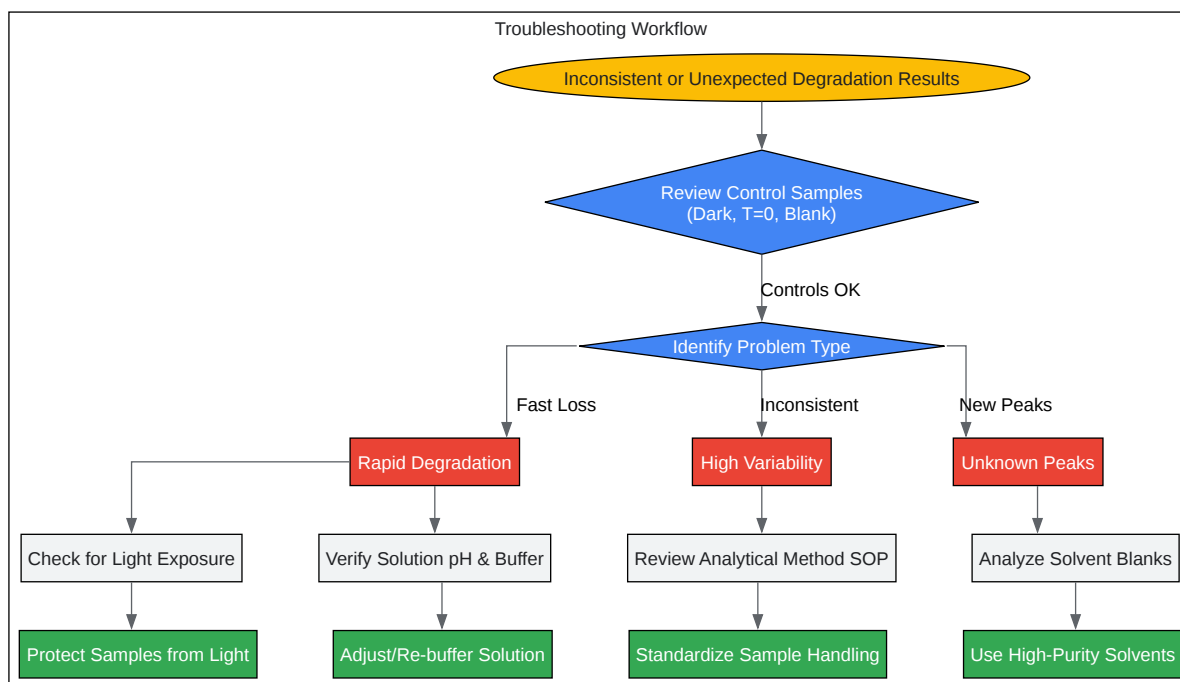 Troubleshooting Workflow
Inconsistent or Unexpected Degradation Results
Review Control Samples
(Dark, T=0, Blank)
Controls OK
Identify Problem Type
Fast Loss
Inconsistent
New Peaks
Rapid Degradation
High Variability
Unknown Peaks
Check for Light Exposure
Verify Solution pH & Buffer
Review Analytical Method SOP
Analyze Solvent Blanks
Protect Samples from Light
Adjust/Re-buffer Solution
Standardize Sample Handling
Use High-Purity Solvents